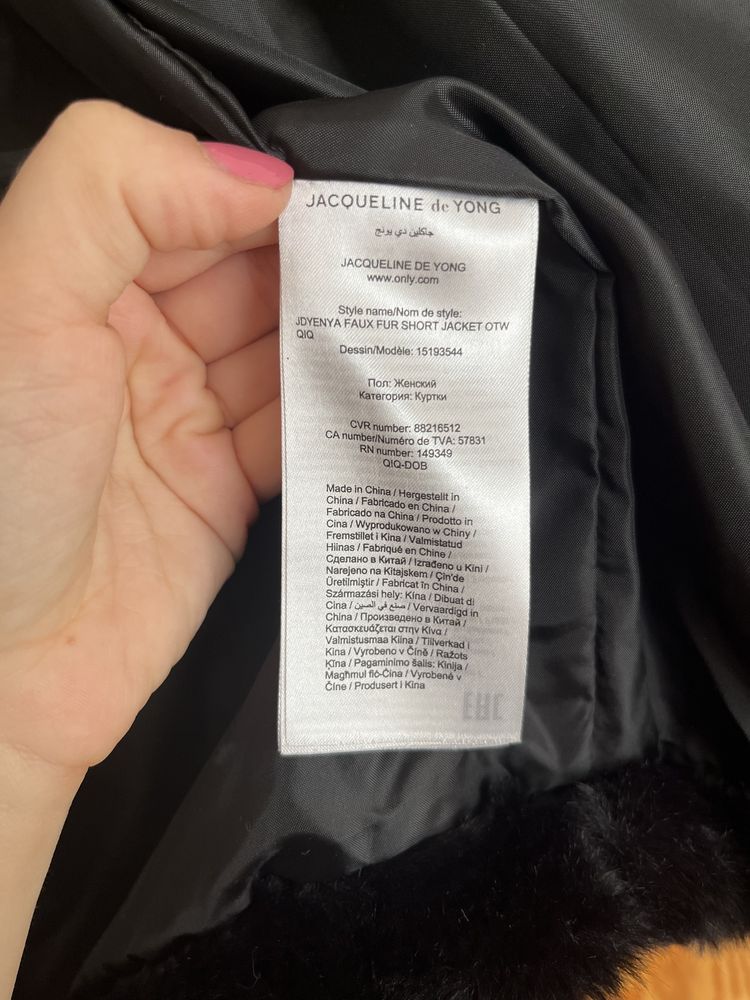 JACQUELINE de YONG
جاكلين دي يونج
JACQUELINE DE YONG
www.only.com
Style name/Nom de style:
JDYENYA FAUX FUR SHORT JACKET OTW
QIQ
Dessin/Modèle: 15193544
Пол: Женский
Категория: Куртки
CVR number: 88216512
CA number/Numéro de TVA: 57831
RN number: 149349
QIQ-DOB
Made in China / Hergestellt in
China / Fabricado en China /
Fabricado na China / Prodotto in
Cina / Wyprodukowano w Chiny /
Fremstillet i Kina / Valmistatud
Hiinas / Fabriqué en Chine /
Сделано в Китай / Izrađeno u Kini /
Narejeno na Kitajskem / Çin'de
Üretilmiştir / Fabricat în China /
Származási hely: Kína / Dibuat di
Cina / صنع في الصين / Vervaardigd in
China / Произведено в Китай /
Κατασκευάζεται στην Κίνα /
Valmistusmaa Kiina / Tillverkad i
Kina / Vyrobeno v Číně / Ražots
Ķīna / Pagaminimo šalis: Kinija /
Magħmul fiċ-Ċina / Vyrobené v
Číne / Produsert i Kina
EAC